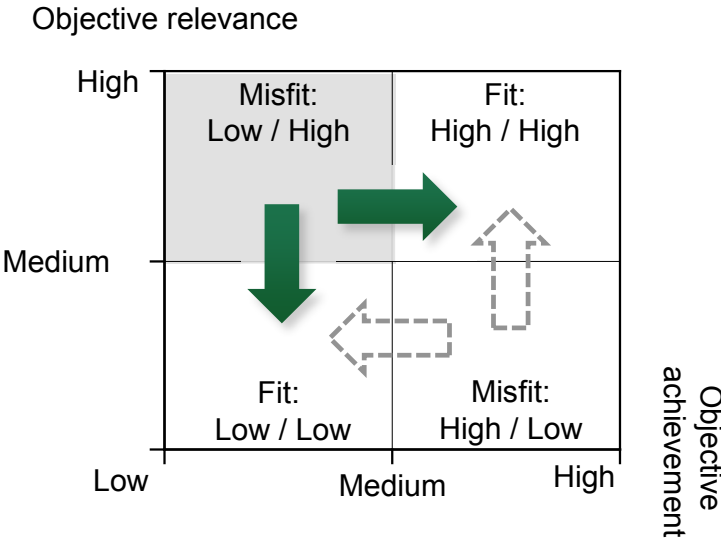 Objective relevance
High
Misfit:
Low / High
Fit:
High / High
Medium
Fit:
Low / Low
Misfit:
High / Low
Low
Medium
High
Objective
achievement